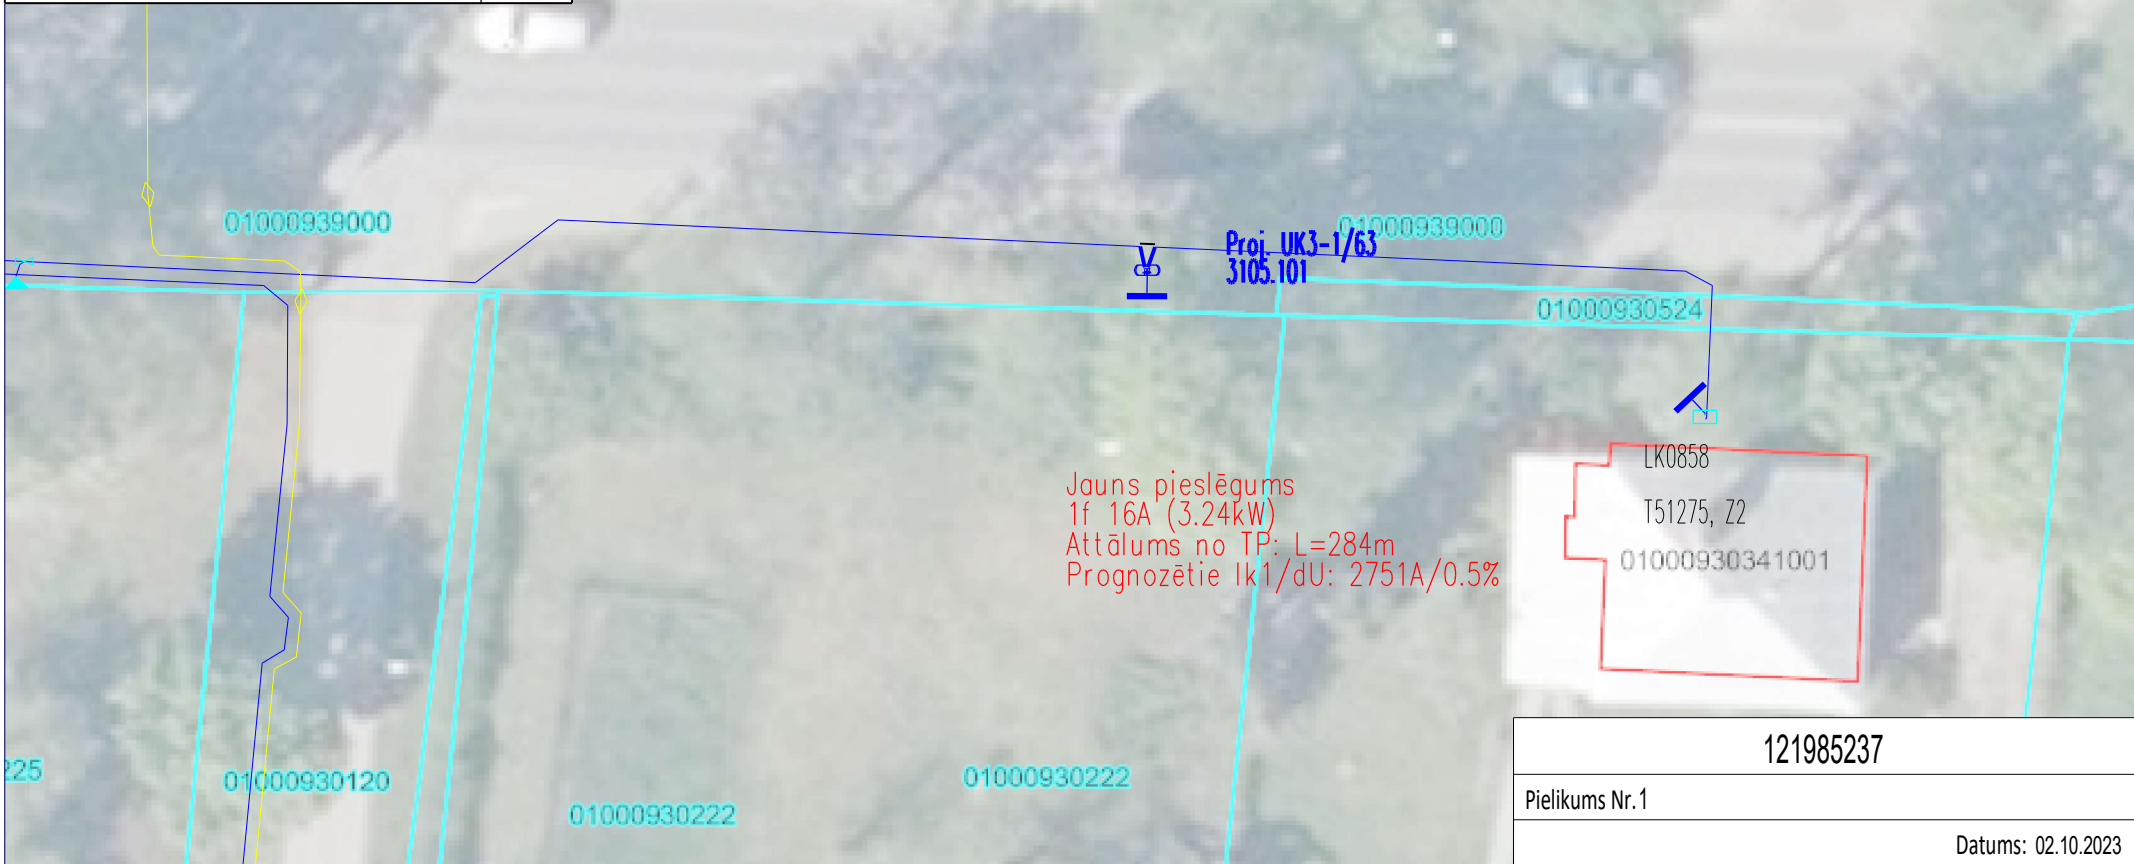 01000939000
01000939000
Proj. UK3-1/63
3105.101
01000930524
LK0858
T51275, Z2
01000930341001
Jauns pieslēgums
1f 16A (3.24kW)
Attālums no TP: L=284m
Prognozētie Ik1/dU: 2751A/0.5%
225
01000930120
01000930222
01000930222
121985237
Pielikums Nr.1
Datums: 02.10.2023